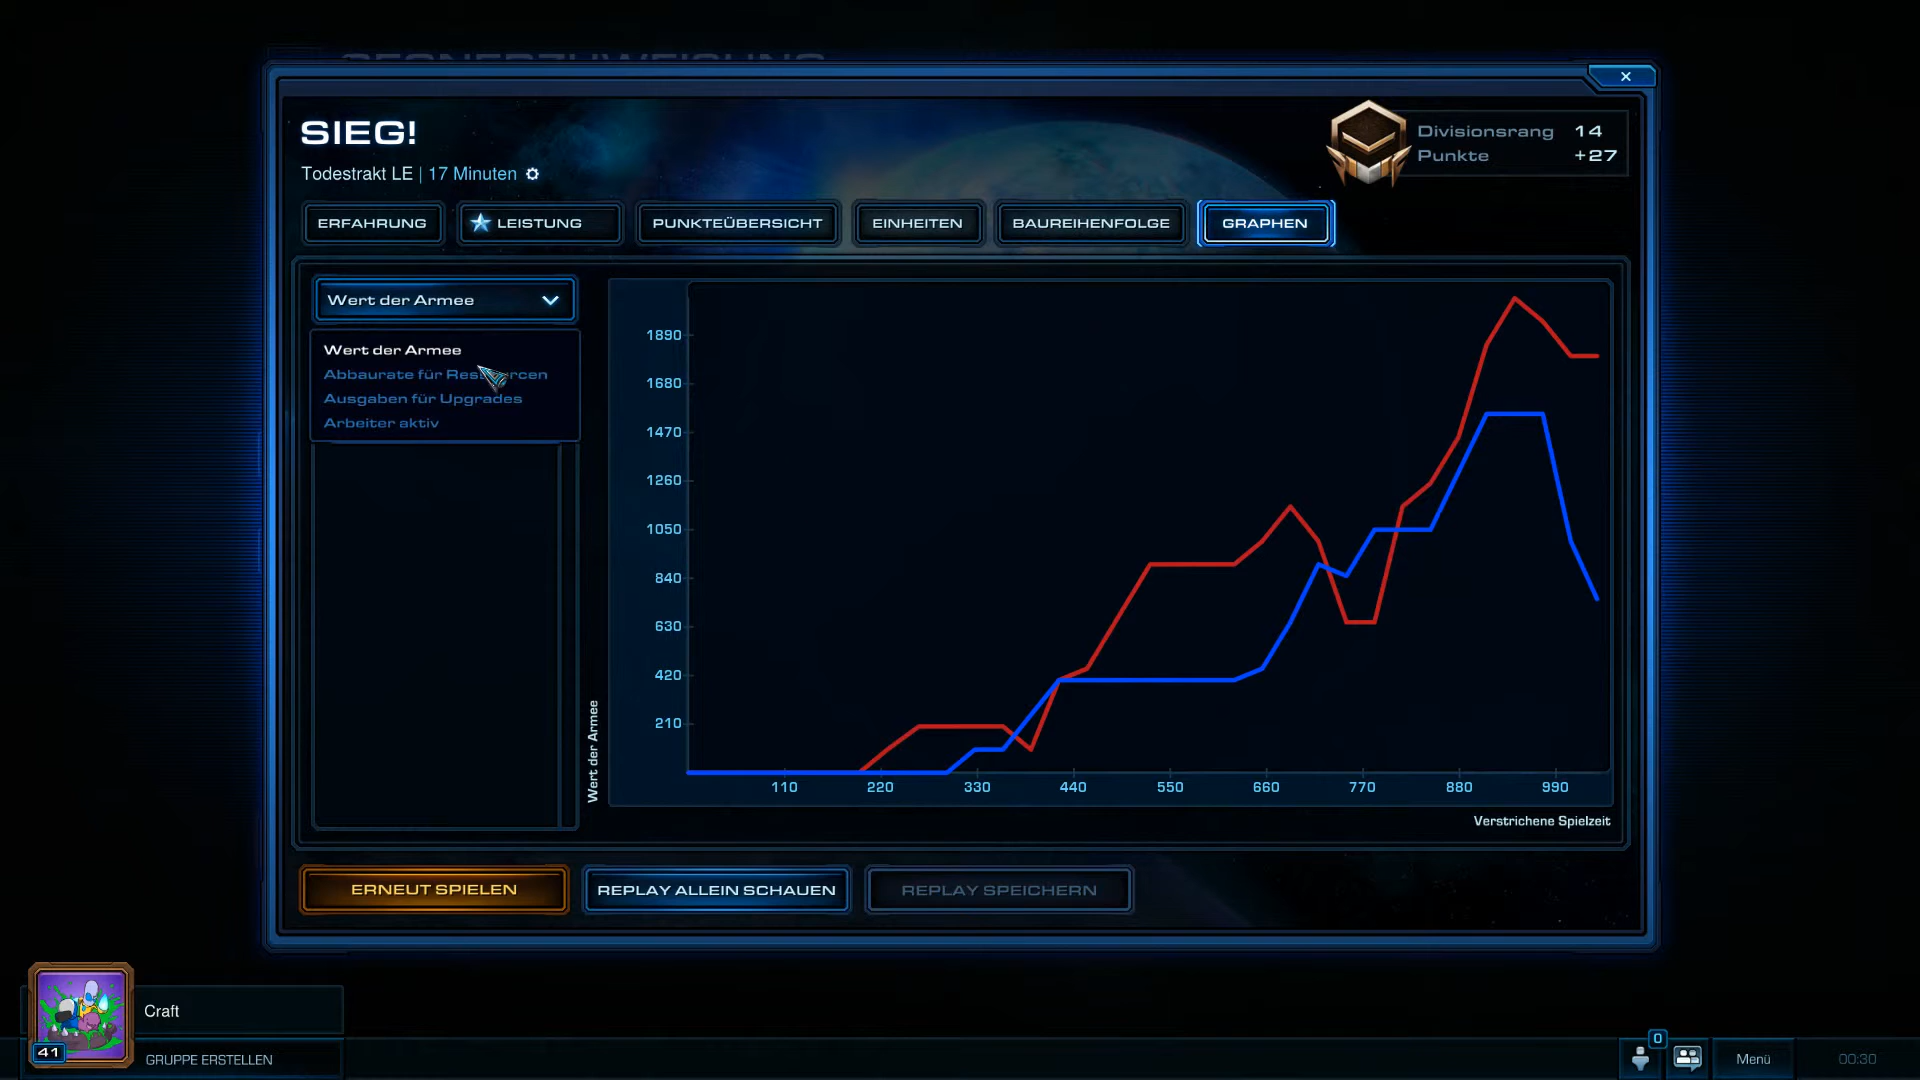 SIEG!
Todestrakt LE | 17 Minuten
Divisionsrang 14
Punkte +27
ERFAHRUNG
LEISTUNG
PUNKTEÜBERSICHT
EINHEITEN
BAUREIHENFOLGE
GRAPHEN
Wert der Armee
Wert der Armee
Abbaurate für Ressourcen
Ausgaben für Upgrades
Arbeiter aktiv
1890
1680
1470
1260
1050
840
630
420
210
Wert der Armee
110 220 330 440 550 660 770 880 990
Verstrichene Spielzeit
ERNEUT SPIELEN
REPLAY ALLEIN SCHAUEN
REPLAY SPEICHERN
Craft
41
GRUPPE ERSTELLEN
0
Menü
00:30